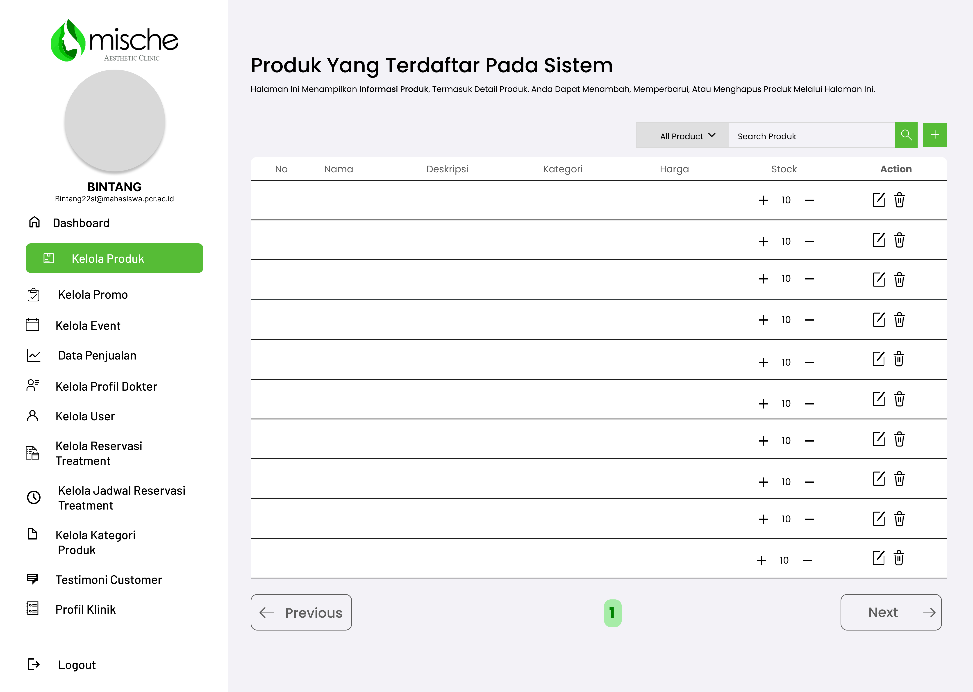 mische
AESTHETIC CLINIC
BINTANG
Bintang22si@mahasiswa.pcr.ac.id
Dashboard
Kelola Produk
Kelola Promo
Kelola Event
Data Penjualan
Kelola Profil Dokter
Kelola User
Kelola Reservasi
Treatment
Kelola Jadwal Reservasi
Treatment
Kelola Kategori
Produk
Testimoni Customer
Profil Klinik
Logout
Produk Yang Terdaftar Pada Sistem
Halaman Ini Menampilkan Informasi Produk, Termasuk Detail Produk. Anda Dapat Menambah, Memperbarui, Atau Menghapus Produk Melalui Halaman Ini.
All Product Search Produk +
No Nama Deskripsi Kategori Harga Stock Action
+ 10 −
+ 10 −
+ 10 −
+ 10 −
+ 10 −
+ 10 −
+ 10 −
+ 10 −
+ 10 −
+ 10 −
← Previous 1 Next →